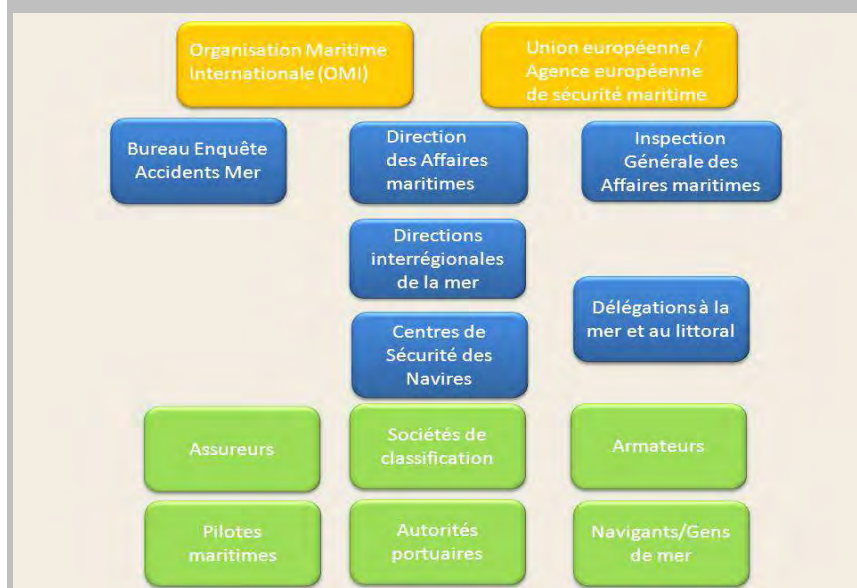 Organisation Maritime
Internationale (OMI)
Union européenne /
Agence européenne
de sécurité maritime
Bureau Enquête
Accidents Mer
Direction
des Affaires
maritimes
Inspection
Générale des
Affaires maritimes
Directions
interrégionales
de la mer
Délégations à la
mer et au littoral
Centres de
Sécurité des
Navires
Assureurs
Sociétés de
classification
Armateurs
Pilotes
maritimes
Autorités
portuaires
Navigants/Gens
de mer